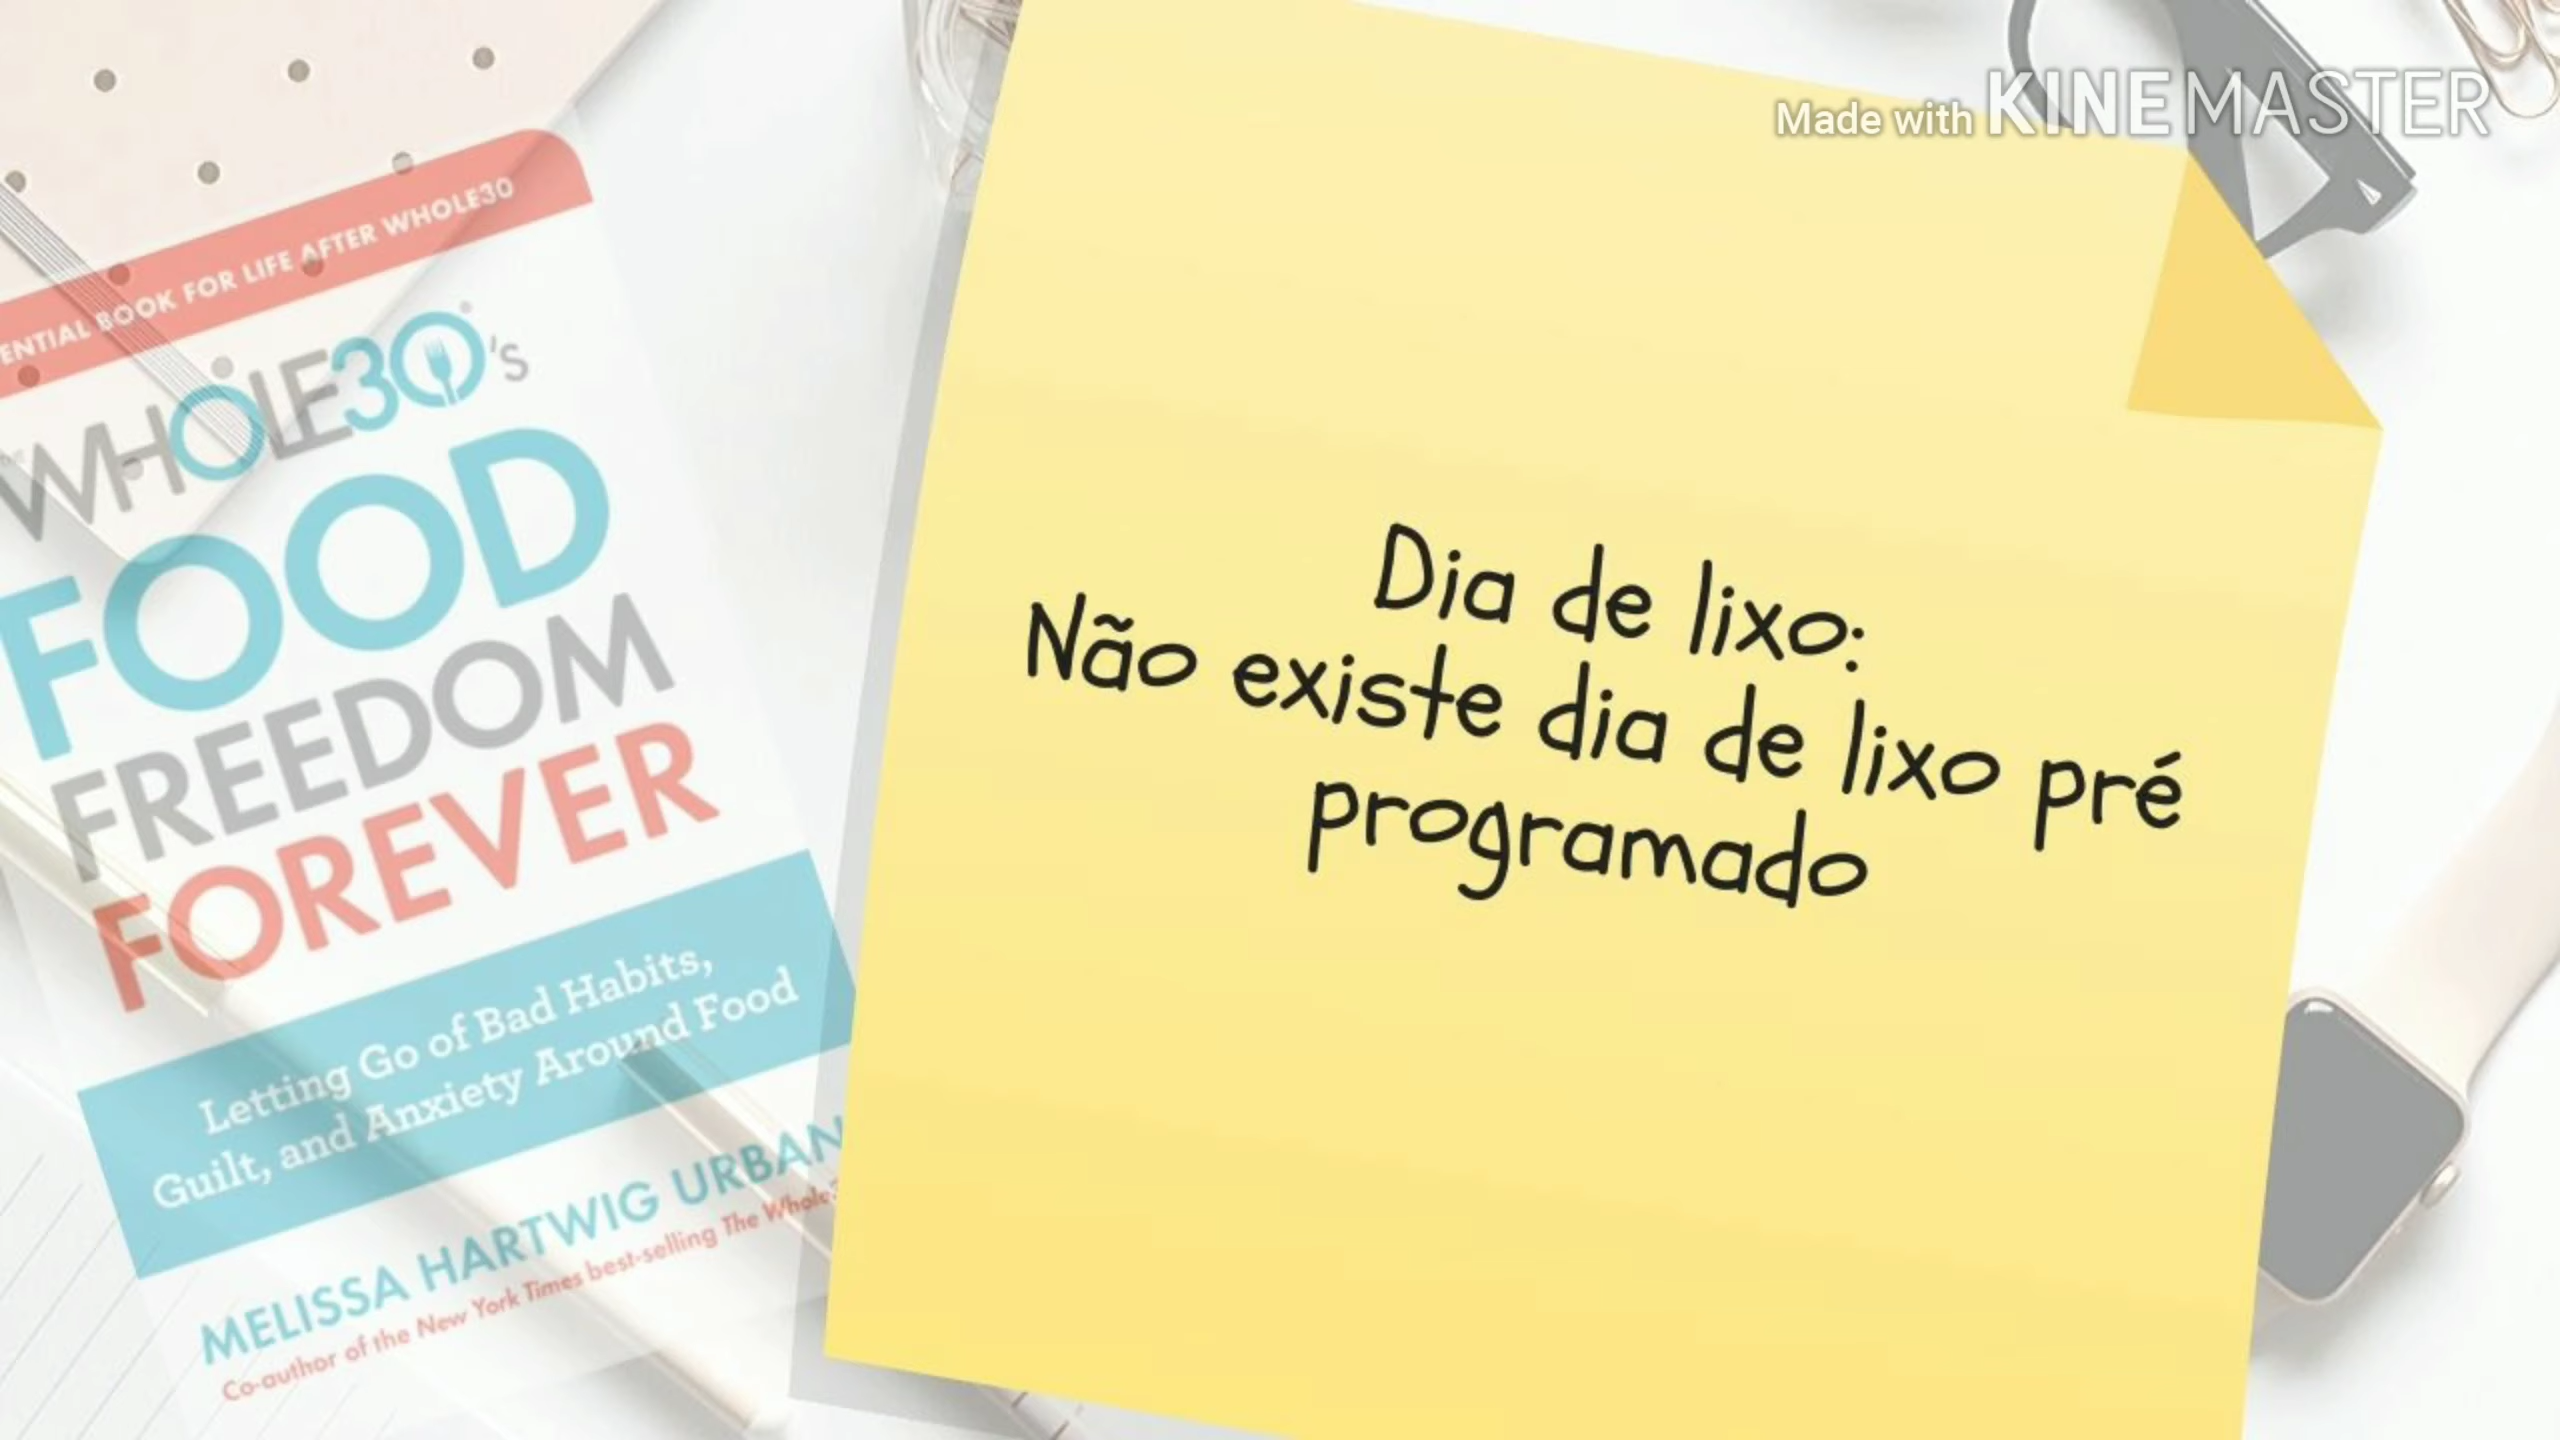 Made with KINEMASTER
ENTIAL BOOK FOR LIFE AFTER WHOLE30
WHOLE30®'s
FOOD
FREEDOM
FOREVER
Letting Go of Bad Habits,
Guilt, and Anxiety Around Food
MELISSA HARTWIG URBAN
Co-author of the New York Times best-selling The Whole3
Dia de lixo:
Não existe dia de lixo pré
programado